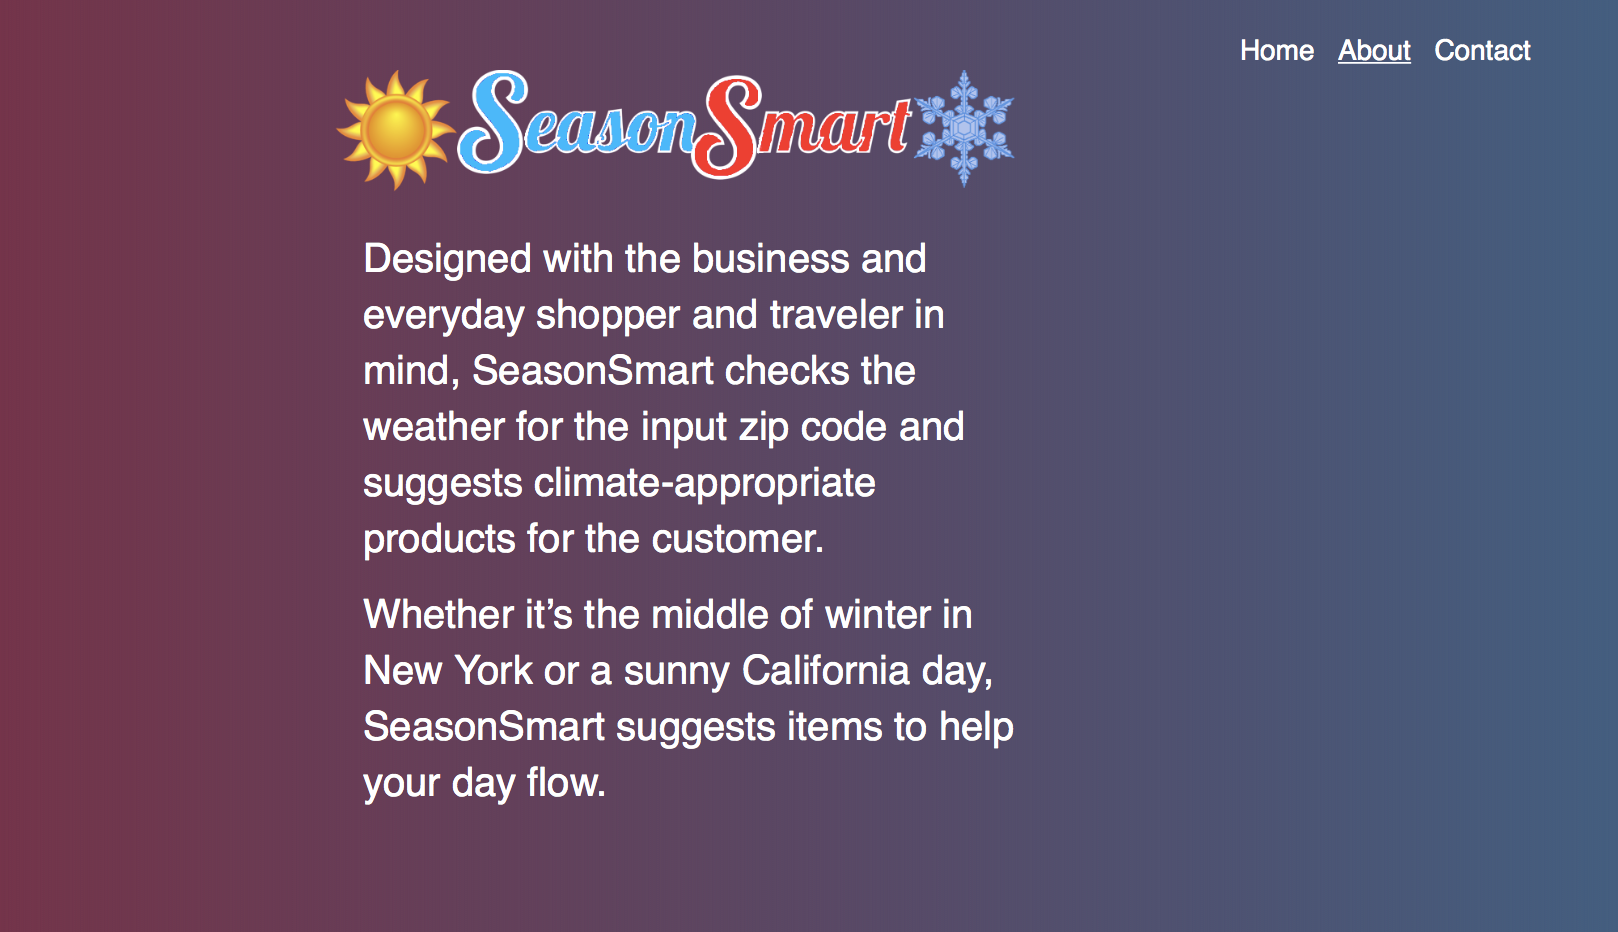 Home About Contact
SeasonSmart
Designed with the business and
everyday shopper and traveler in
mind, SeasonSmart checks the
weather for the input zip code and
suggests climate-appropriate
products for the customer.
Whether it’s the middle of winter in
New York or a sunny California day,
SeasonSmart suggests items to help
your day flow.